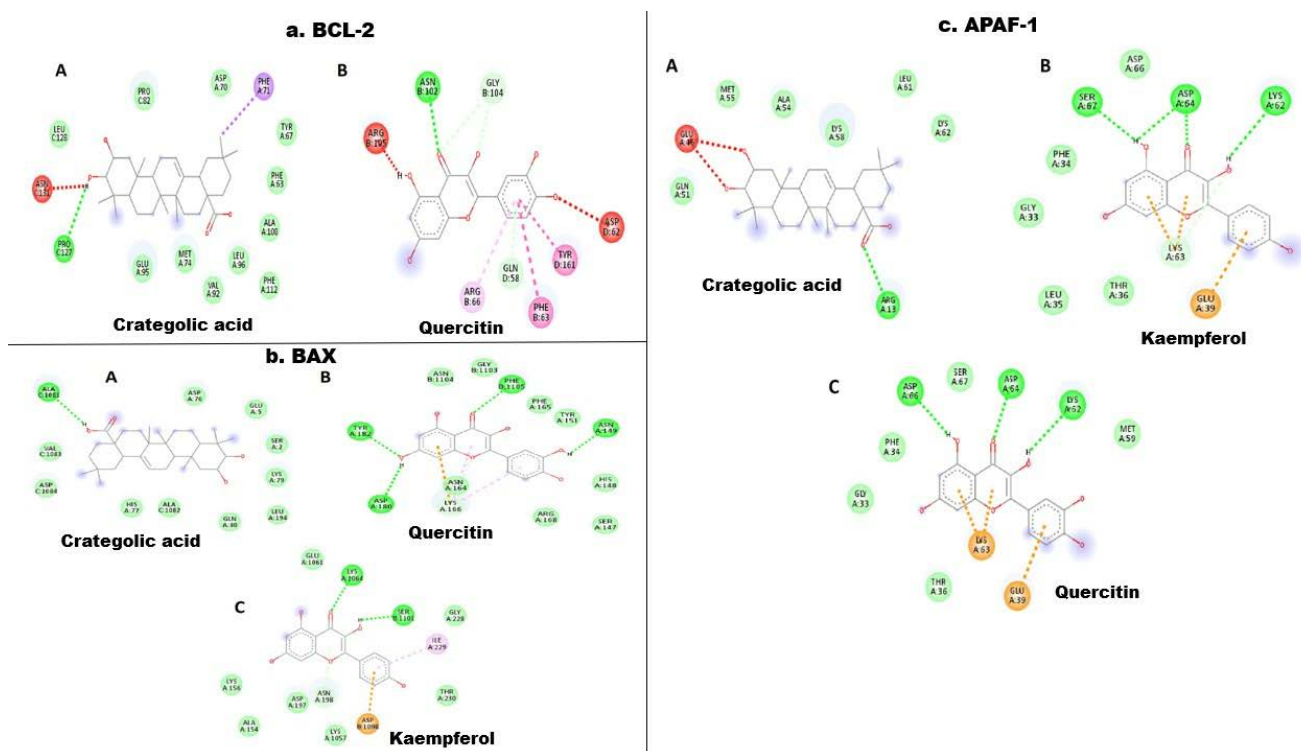 a. BCL-2
A
PRO
C:82
ASP
A:70
PHE
A:71
LEU
C:128
TYR
A:67
PHE
A:63
ALA
A:108
PRO
C:127
GLU
A:95
MET
A:74
VAL
A:92
LEU
A:96
PHE
A:112
Crategolic acid
B
ASN
B:102
GLY
B:104
ARG
ASP
D:62
TYR
D:161
GLN
D:58
ARG
B:66
PHE
B:63
Quercitin
b. BAX
A
ALA
ASP
A:76
GLU
A:5
SER
A:2
LYS
A:79
LEU
A:194
VAL
C:1083
ASP
C:1084
HIS
A:77
ALA
C:1082
GLN
A:80
Crategolic acid
B
ASN
B:1104
GLY
B:1103
PHE
B:1105
PHE
A:165
TYR
A:151
ASN
A:149
TYR
A:182
ASN
A:164
LYS
A:166
HIS
A:148
ARG
A:168
SER
A:147
ASP
Quercitin
C
GLU
LYS
A:1064
SER
B:1101
GLY
A:228
ILE
A:229
LYS
A:156
ASP
A:197
ASN
A:198
THR
A:230
ALA
A:154
LYS
A:1057
ASP
B:1098
Kaempferol
c. APAF-1
A
MET
A:55
ALA
A:54
LYS
A:58
LEU
A:61
LYS
A:62
GLN
A:51
ARG
A:13
Crategolic acid
B
ASP
A:66
SER
A:67
ASP
A:64
LYS
A:62
PHE
A:34
GLY
A:33
LYS
A:63
LEU
A:35
THR
A:36
GLU
A:39
Kaempferol
C
ASP
A:66
SER
A:67
ASP
A:64
LYS
A:62
MET
A:59
PHE
A:34
GLY
A:33
LYS
A:63
THR
A:36
GLU
A:39
Quercitin